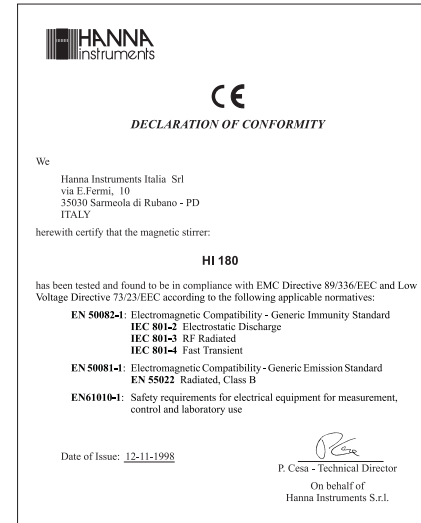 HANNA
instruments
CE
DECLARATION OF CONFORMITY
We
Hanna Instruments Italia Srl
via E.Fermi, 10
35030 Sarmeola di Rubano - PD
ITALY
herewith certify that the magnetic stirrer:
HI 180
has been tested and found to be in compliance with EMC Directive 89/336/EEC and Low
Voltage Directive 73/23/EEC according to the following applicable normatives:
EN 50082-1: Electromagnetic Compatibility - Generic Immunity Standard
IEC 801-2 Electrostatic Discharge
IEC 801-3 RF Radiated
IEC 801-4 Fast Transient
EN 50081-1: Electromagnetic Compatibility - Generic Emission Standard
EN 55022 Radiated, Class B
EN61010-1: Safety requirements for electrical equipment for measurement,
control and laboratory use
Date of Issue: 12-11-1998
P. Cesa - Technical Director
On behalf of
Hanna Instruments S.r.l.